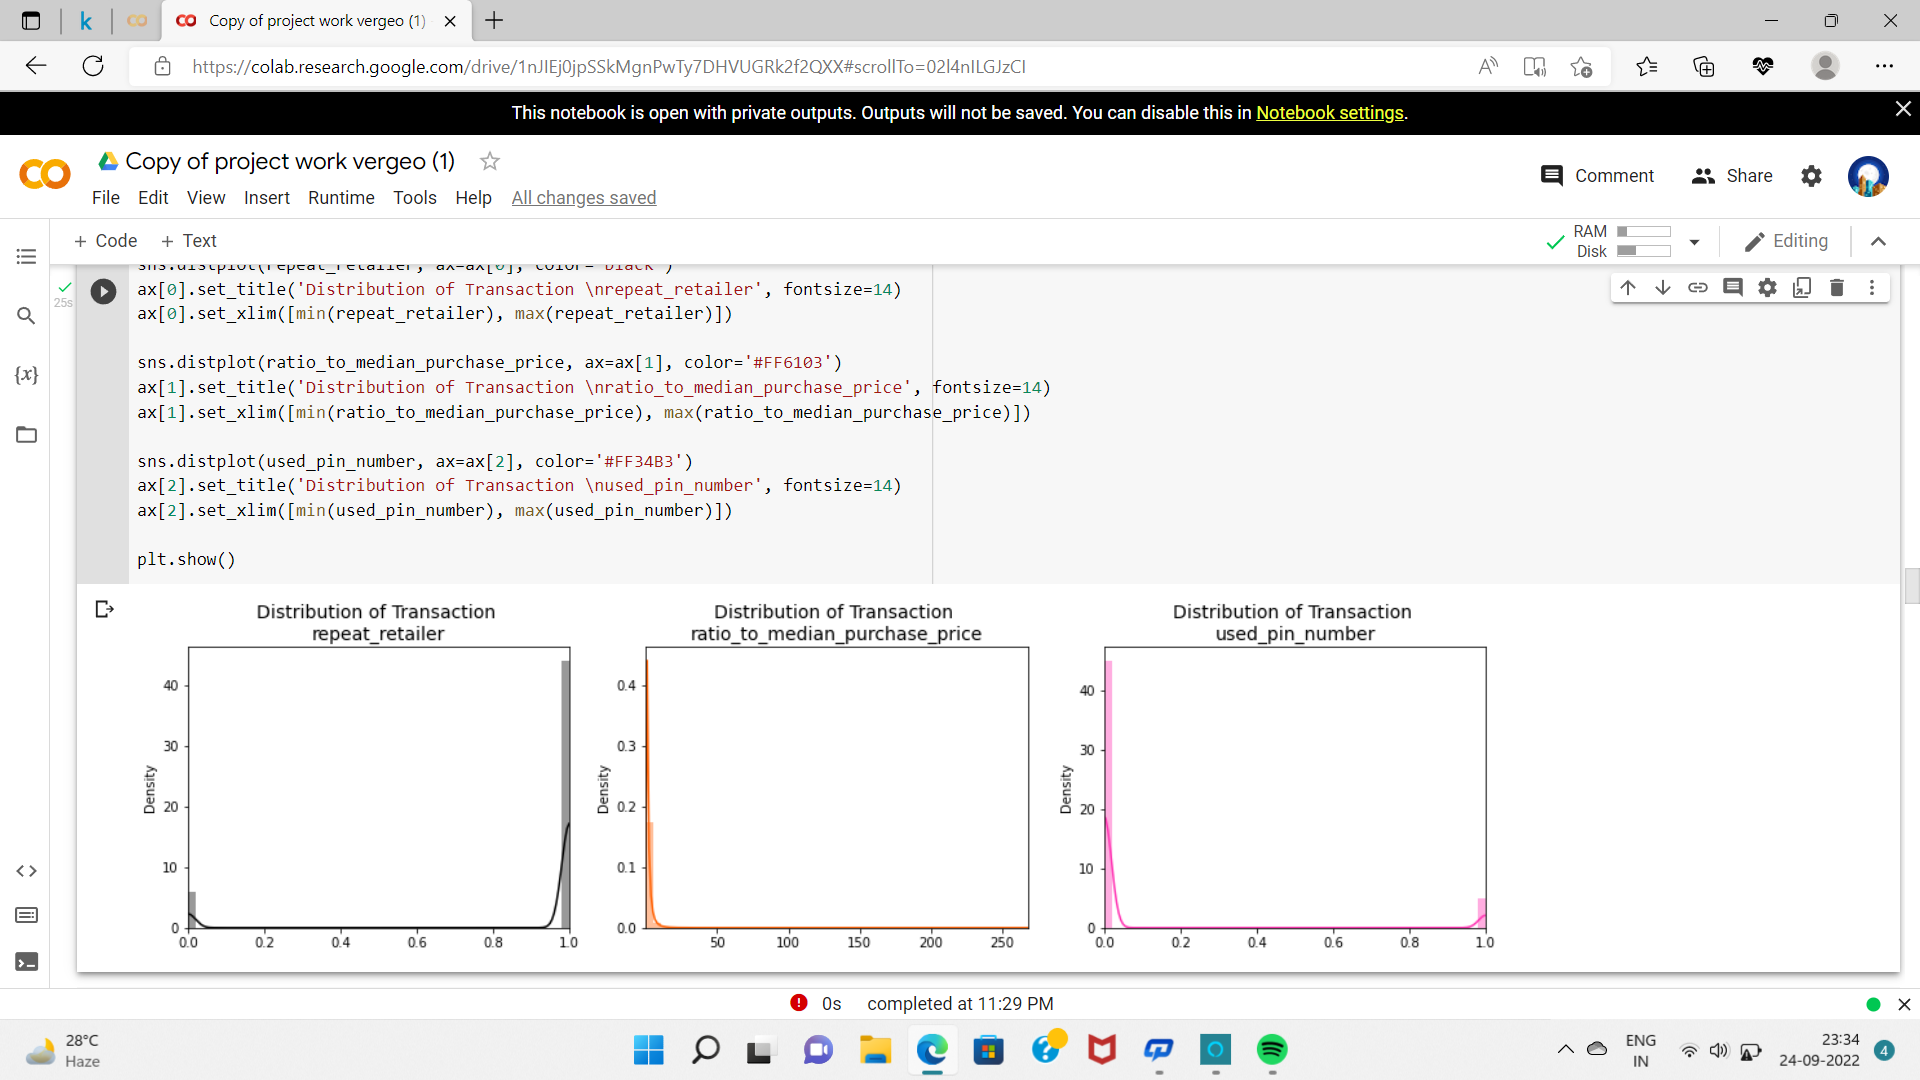 Copy of project work vergeo (1)
https://colab.research.google.com/drive/1nJIEj0jpSSkMgnPwTy7DHVUGRk2f2QXX#scrollTo=02l4nILGJzCI
This notebook is open with private outputs. Outputs will not be saved. You can disable this in Notebook settings.
Copy of project work vergeo (1)
Comment
Share
File Edit View Insert Runtime Tools Help All changes saved
+ Code + Text
RAM
Disk
Editing
25s
sns.distplot(repeat_retailer, ax=ax[0], color='black')
ax[0].set_title('Distribution of Transaction \nrepeat_retailer', fontsize=14)
ax[0].set_xlim([min(repeat_retailer), max(repeat_retailer)])
{x}
sns.distplot(ratio_to_median_purchase_price, ax=ax[1], color='#FF6103')
ax[1].set_title('Distribution of Transaction \nratio_to_median_purchase_price', fontsize=14)
ax[1].set_xlim([min(ratio_to_median_purchase_price), max(ratio_to_median_purchase_price)])
sns.distplot(used_pin_number, ax=ax[2], color='#FF34B3')
ax[2].set_title('Distribution of Transaction \nused_pin_number', fontsize=14)
ax[2].set_xlim([min(used_pin_number), max(used_pin_number)])
plt.show()
Distribution of Transaction
repeat_retailer
Density
40
30
20
10
0
0.0 0.2 0.4 0.6 0.8 1.0
Distribution of Transaction
ratio_to_median_purchase_price
Density
0.4
0.3
0.2
0.1
0.0
50 100 150 200 250
Distribution of Transaction
used_pin_number
Density
40
30
20
10
0
0.0 0.2 0.4 0.6 0.8 1.0
0s completed at 11:29 PM
28°C
Haze
ENG
IN
23:34
24-09-2022
4